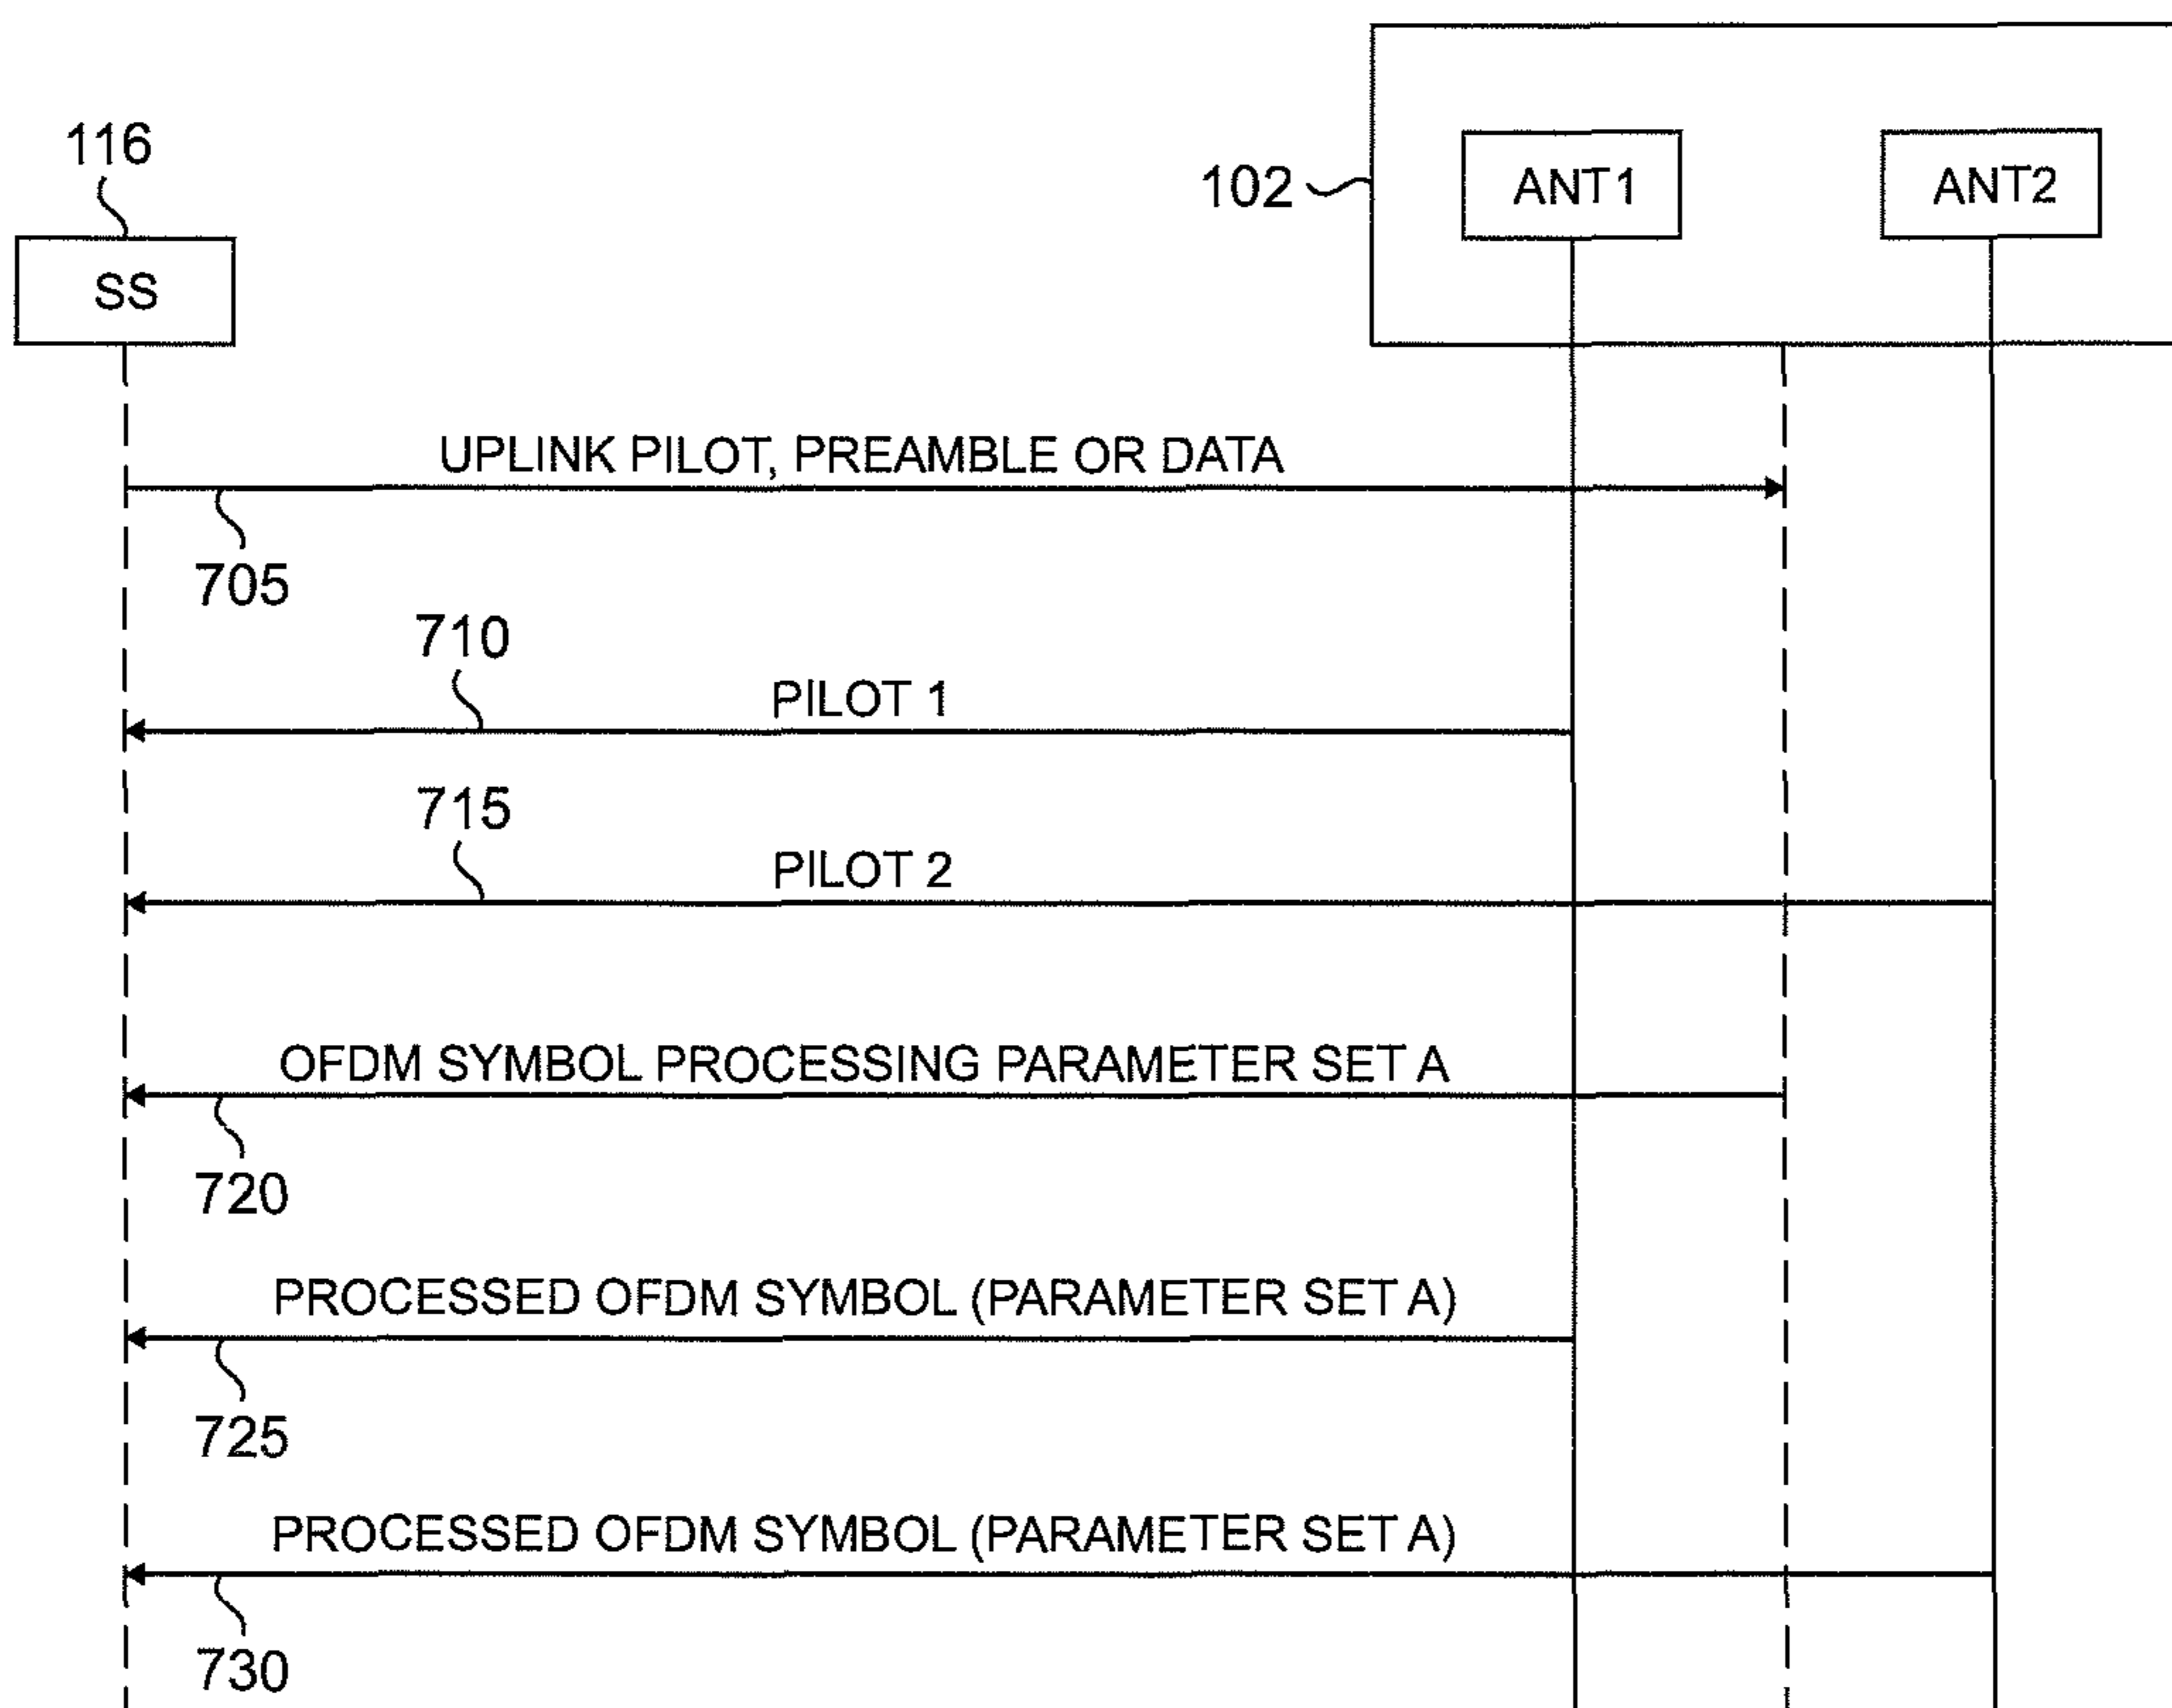 116
102
ANT1
ANT2
SS
UPLINK PILOT, PREAMBLE OR DATA
705
710
PILOT 1
715
PILOT 2
OFDM SYMBOL PROCESSING PARAMETER SET A
720
PROCESSED OFDM SYMBOL (PARAMETER SET A)
725
PROCESSED OFDM SYMBOL (PARAMETER SET A)
730